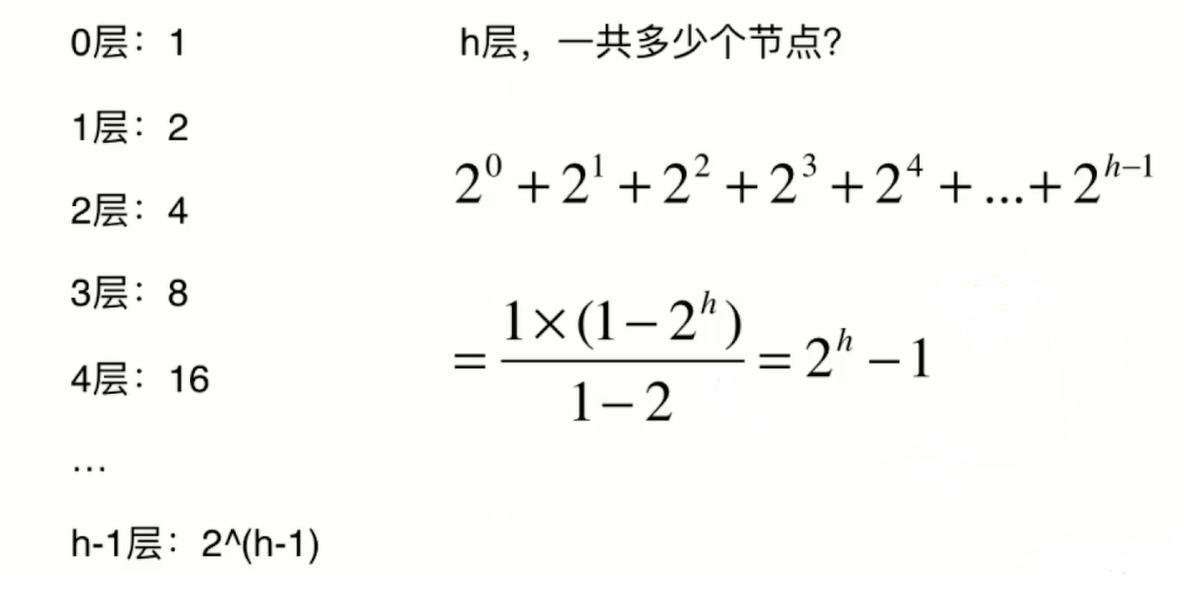 0层：1
1层：2
2层：4
3层：8
4层：16
...
h-1层：2^(h-1)
h层，一共多少个节点？
2^0 + 2^1 + 2^2 + 2^3 + 2^4 + ... + 2^{h-1}
= \frac{1×(1-2^h)}{1-2} = 2^h - 1